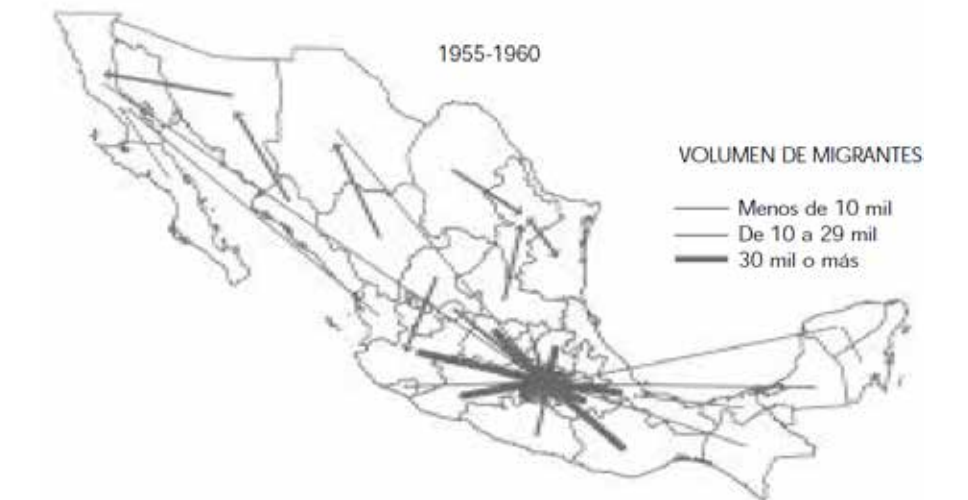 1955-1960
VOLUMEN DE MIGRANTES
Menos de 10 mil
De 10 a 29 mil
30 mil o más